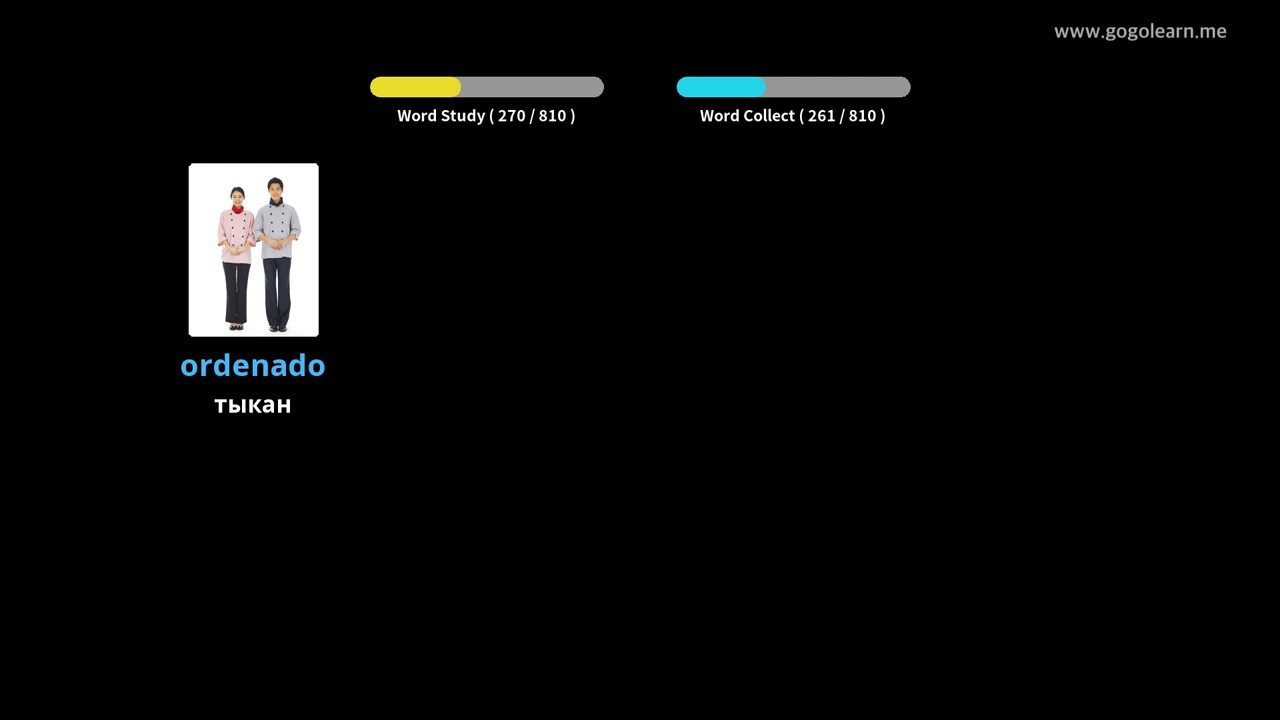 www.gogolearn.me
Word Study ( 270 / 810 )
Word Collect ( 261 / 810 )
ordenado
тыкан